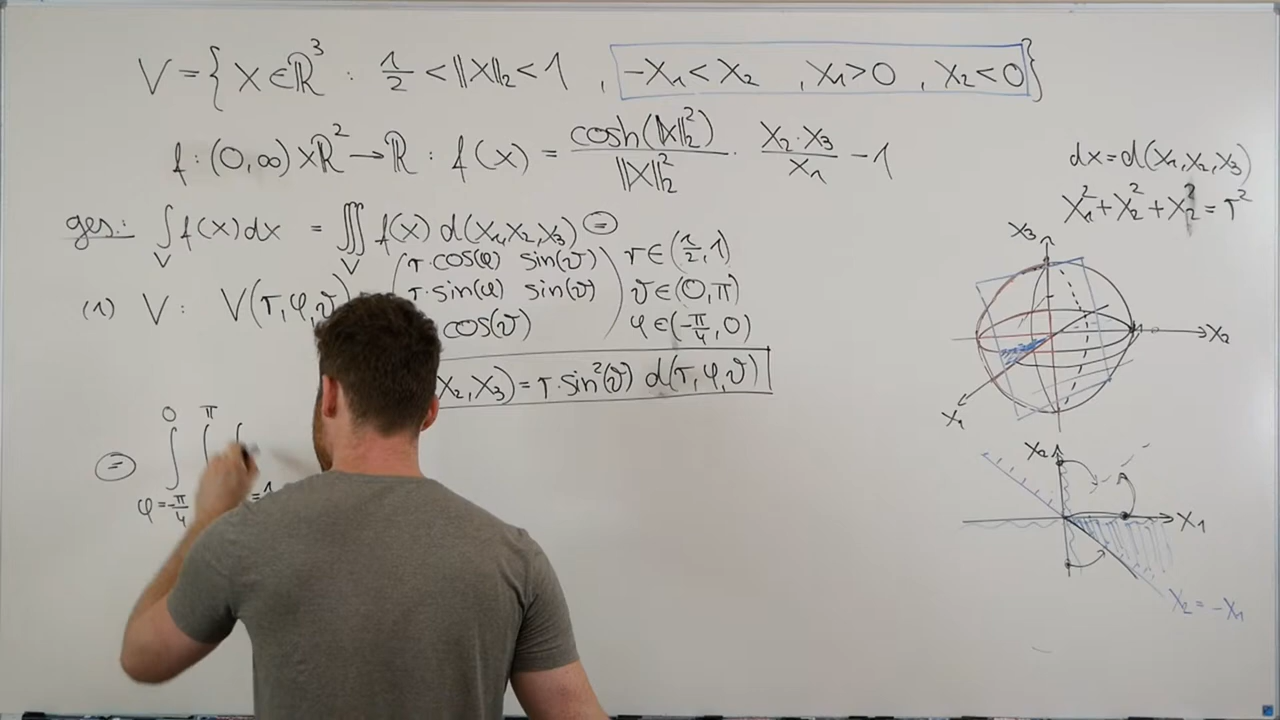 V = { x ∈ ℝ³ : 1/2 < ‖x‖₂ < 1 , -x₁ < x₂ , x₁ > 0 , x₂ < 0 }
f : (0,∞) x ℝ² → ℝ : f(x) = cosh(‖x‖₂²) / ‖x‖₂² · x₂·x₃ / x₁ - 1
dx = d(x₁,x₂,x₃)
x₁² + x₂² + x₂² = r²
ges.: ∫_V f(x) dx = ∭_V f(x) d(x₁,x₂,x₃) =
(1) V : V(r,φ,ϑ)
r·cos(φ) sin(ϑ)
r·sin(φ) sin(ϑ)
cos(ϑ)
r ∈ (1/2, 1)
ϑ ∈ (0,π)
φ ∈ (-π/4, 0)
x₂,x₃) = r·sin²(ϑ) d(r,φ,ϑ)
= ∫_{φ=-π/4}^{0} ∫^{π} ∫
x₃
x₂
x₁
x₂
x₁
x₂ = -x₁